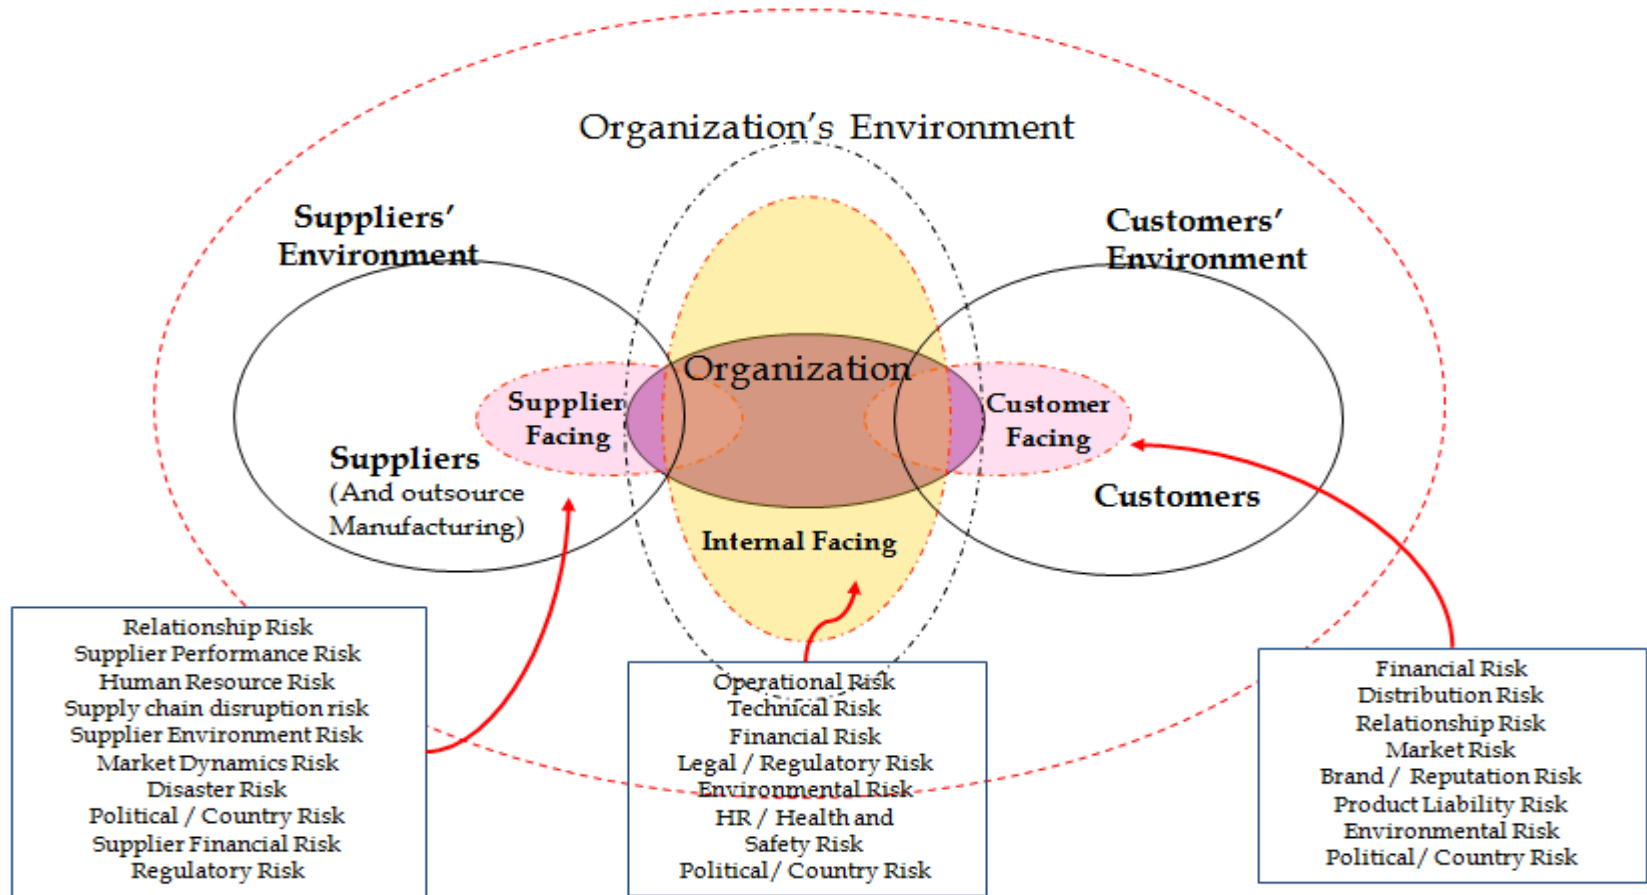 Organization's Environment
Suppliers'
Environment
Customers'
Environment
Organization
Supplier
Facing
Customer
Facing
Suppliers
(And outsource
Manufacturing)
Customers
Internal Facing
Relationship Risk
Supplier Performance Risk
Human Resource Risk
Supply chain disruption risk
Supplier Environment Risk
Market Dynamics Risk
Disaster Risk
Political / Country Risk
Supplier Financial Risk
Regulatory Risk
Operational Risk
Technical Risk
Financial Risk
Legal / Regulatory Risk
Environmental Risk
HR / Health and
Safety Risk
Political/ Country Risk
Financial Risk
Distribution Risk
Relationship Risk
Market Risk
Brand / Reputation Risk
Product Liability Risk
Environmental Risk
Political/ Country Risk